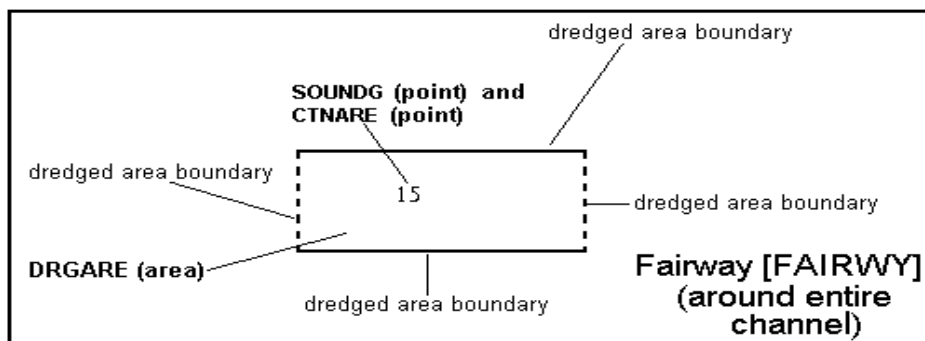 dredged area boundary
SOUNDG (point) and
CTNARE (point)
dredged area boundary
15
dredged area boundary
DRGARE (area)
dredged area boundary
Fairway [FAIRWY]
(around entire
channel)